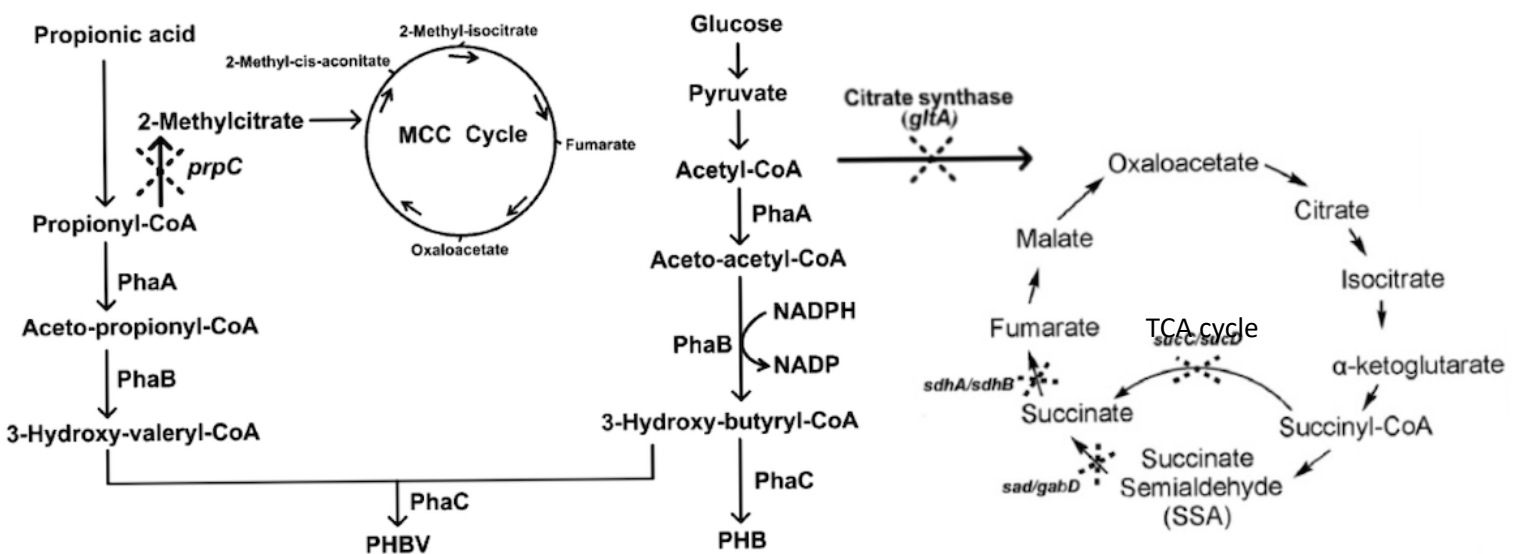 Propionic acid
2-Methylcitrate
prpC
Propionyl-CoA
PhaA
Aceto-propionyl-CoA
PhaB
3-Hydroxy-valeryl-CoA
PhaC
PHBV
2-Methyl-isocitrate
2-Methyl-cis-aconitate
MCC Cycle
Fumarate
Oxaloacetate
Glucose
Pyruvate
Acetyl-CoA
PhaA
Aceto-acetyl-CoA
NADPH
PhaB
NADP
3-Hydroxy-butyryl-CoA
PhaC
PHB
Citrate synthase
(gltA)
Oxaloacetate
Citrate
Malate
Isocitrate
Fumarate
TCA cycle
sucC/sucD
α-ketoglutarate
sdhA/sdhB
Succinate
Succinyl-CoA
sad/gabD
Succinate
Semialdehyde
(SSA)